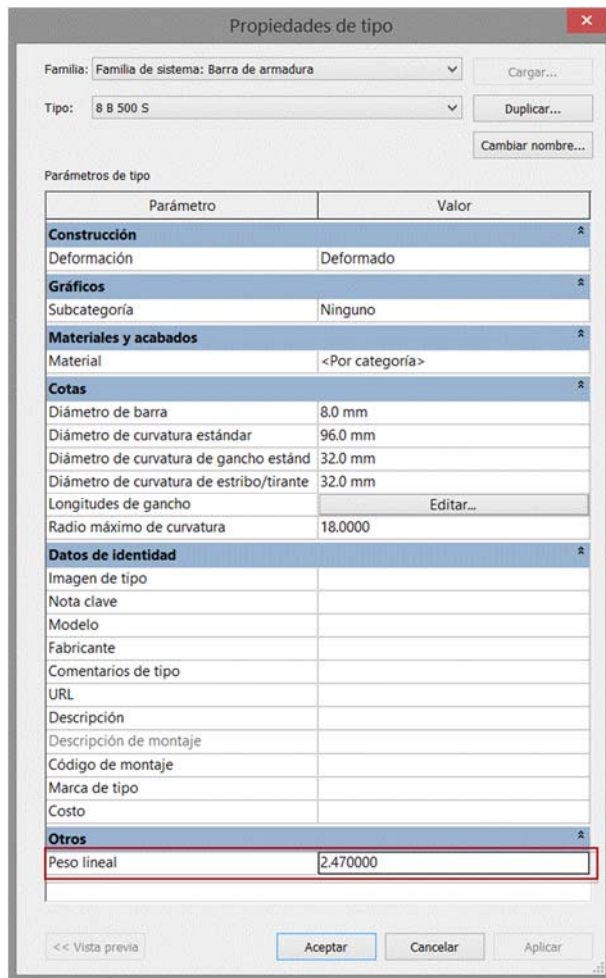 Propiedades de tipo
Familia: Familia de sistema: Barra de armadura Cargar...
Tipo: 8 B 500 S Duplicar...
Cambiar nombre...
Parámetros de tipo
Parámetro Valor
Construcción
Deformación Deformado
Gráficos
Subcategoría Ninguno
Materiales y acabados
Material <Por categoría>
Cotas
Diámetro de barra 8.0 mm
Diámetro de curvatura estándar 96.0 mm
Diámetro de curvatura de gancho estánd 32.0 mm
Diámetro de curvatura de estribo/tirante 32.0 mm
Longitudes de gancho Editar...
Radio máximo de curvatura 18.0000
Datos de identidad
Imagen de tipo
Nota clave
Modelo
Fabricante
Comentarios de tipo
URL
Descripción
Descripción de montaje
Código de montaje
Marca de tipo
Costo
Otros
Peso lineal 2.470000
<< Vista previa Aceptar Cancelar Aplicar